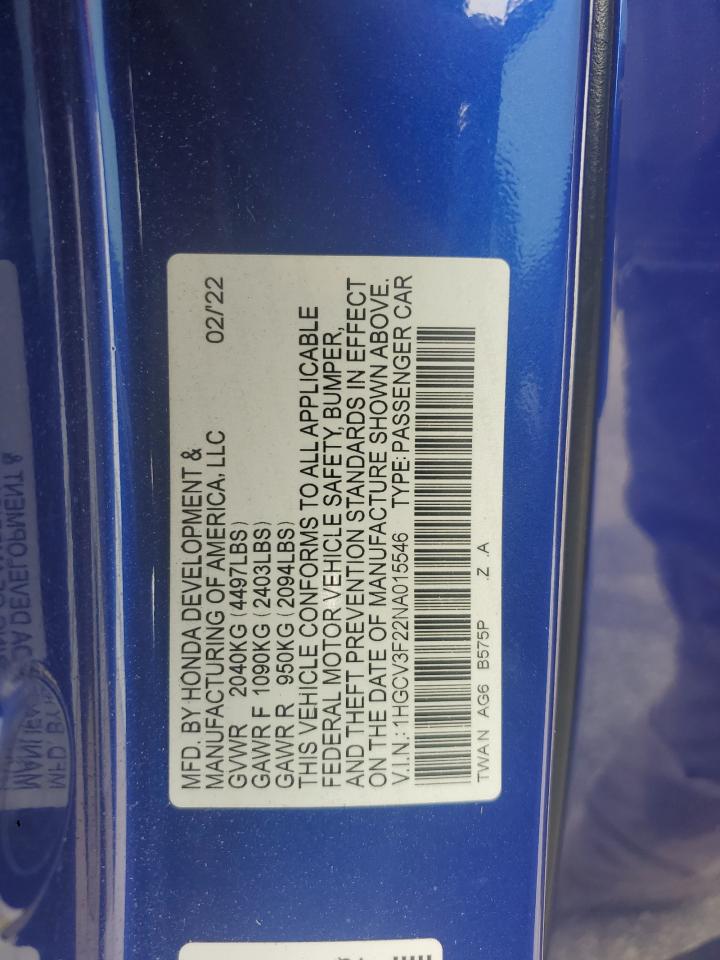 MFD. BY HONDA DEVELOPMENT &
MANUFACTURING OF AMERICA, LLC 02/'22
GVWR 2040KG (4497LBS)
GAWR F 1090KG (2403LBS)
GAWR R 950KG (2094LBS)
THIS VEHICLE CONFORMS TO ALL APPLICABLE
FEDERAL MOTOR VEHICLE SAFETY, BUMPER,
AND THEFT PREVENTION STANDARDS IN EFFECT
ON THE DATE OF MANUFACTURE SHOWN ABOVE.
V.I.N.: 1HGCV3F22NA015546 TYPE: PASSENGER CAR
TWAN AG6 B575P .Z .A